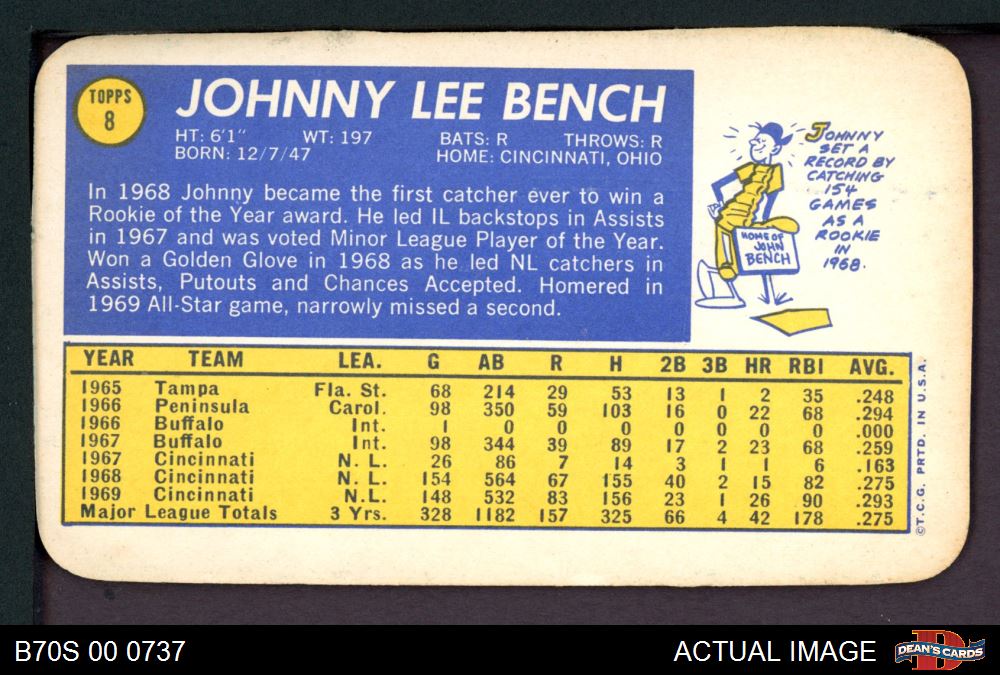 TOPPS
8
JOHNNY LEE BENCH
HT: 6'1" WT: 197 BATS: R THROWS: R
BORN: 12/7/47 HOME: CINCINNATI, OHIO
In 1968 Johnny became the first catcher ever to win a
Rookie of the Year award. He led IL backstops in Assists
in 1967 and was voted Minor League Player of the Year.
Won a Golden Glove in 1968 as he led NL catchers in
Assists, Putouts and Chances Accepted. Homered in
1969 All-Star game, narrowly missed a second.
JOHNNY
SET A
RECORD BY
CATCHING
154
GAMES
AS A
ROOKIE
IN
1968.
HOME OF
JOHN
BENCH
YEAR TEAM LEA. G AB R H 2B 3B HR RBI AVG.
1965 Tampa Fla. St. 68 214 29 53 13 1 2 35 .248
1966 Peninsula Carol. 98 350 59 103 16 0 22 68 .294
1966 Buffalo Int. 1 0 0 0 0 0 0 0 .000
1967 Buffalo Int. 98 344 39 89 17 2 23 68 .259
1967 Cincinnati N. L. 26 86 7 14 3 1 1 6 .163
1968 Cincinnati N. L. 154 564 67 155 40 2 15 82 .275
1969 Cincinnati N.L. 148 532 83 156 23 1 26 90 .293
Major League Totals 3 Yrs. 328 1182 157 325 66 4 42 178 .275
©T.C.G. PRTD. IN U.S.A.
B70S 00 0737
ACTUAL IMAGE
D
DEAN'S CARDS